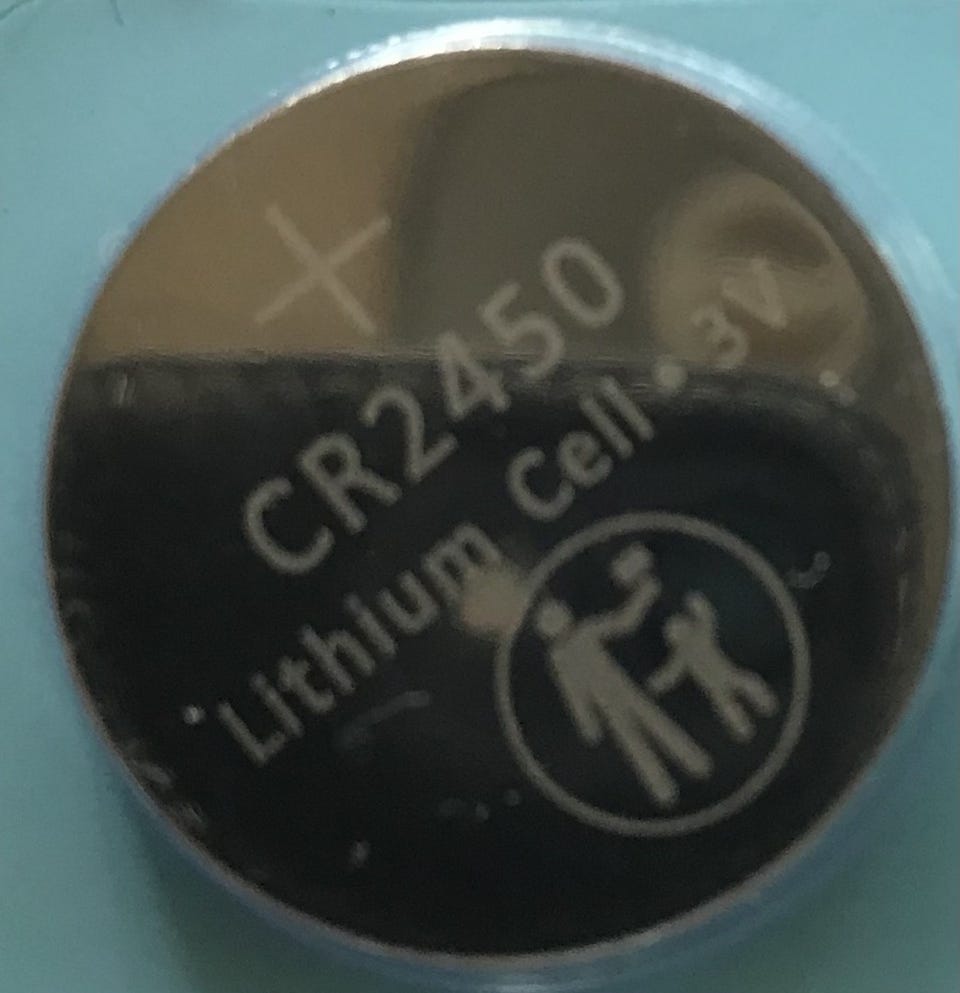 +
CR2450
Lithium Cell • 3V